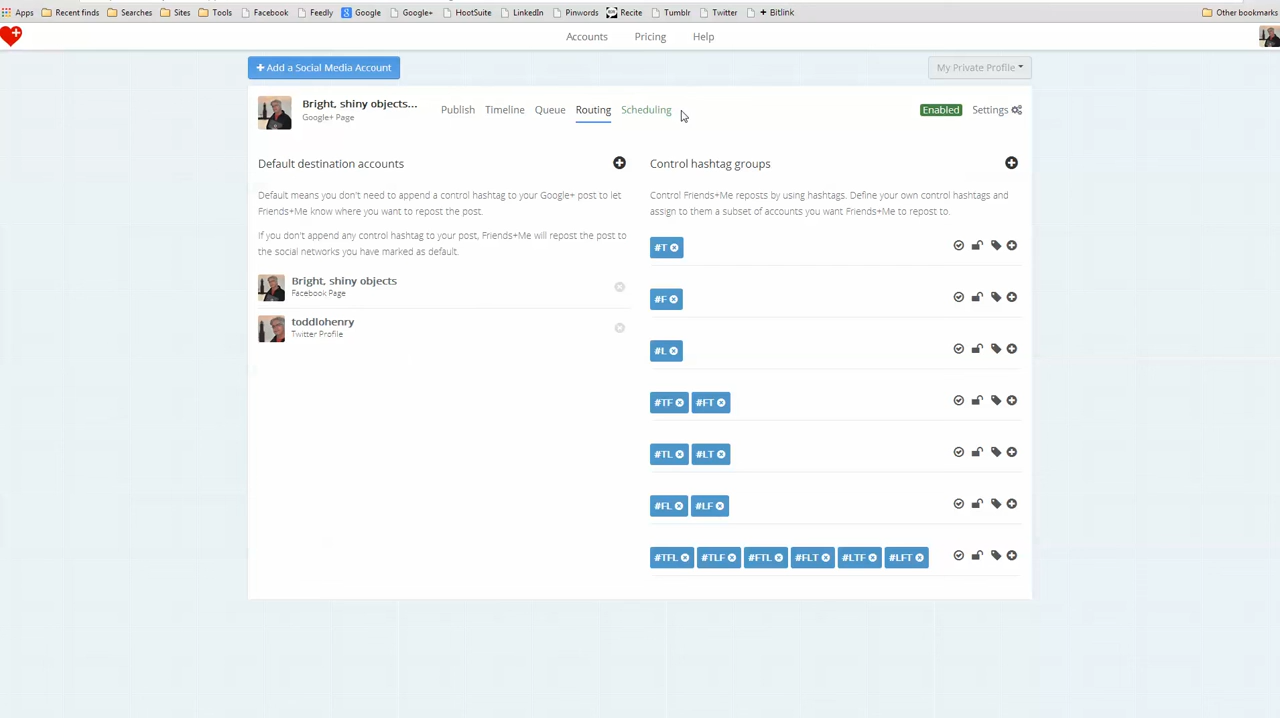 Apps Recent finds Searches Sites Tools Facebook Feedly Google Google+ HootSuite LinkedIn Pinwords Recite Tumblr Twitter + Bitlink Other bookmarks
Accounts Pricing Help
+ Add a Social Media Account
My Private Profile
Bright, shiny objects...
Google+ Page
Publish Timeline Queue Routing Scheduling
Enabled Settings
Default destination accounts
Default means you don't need to append a control hashtag to your Google+ post to let
Friends+Me know where you want to repost the post.
If you don't append any control hashtag to your post, Friends+Me will repost the post to
the social networks you have marked as default.
Bright, shiny objects
Facebook Page
toddlohenry
Twitter Profile
Control hashtag groups
Control Friends+Me reposts by using hashtags. Define your own control hashtags and
assign to them a subset of accounts you want Friends+Me to repost to.
#T
#F
#L
#TF #FT
#TL #LT
#FL #LF
#TFL #TLF #FTL #FLT #LTF #LFT